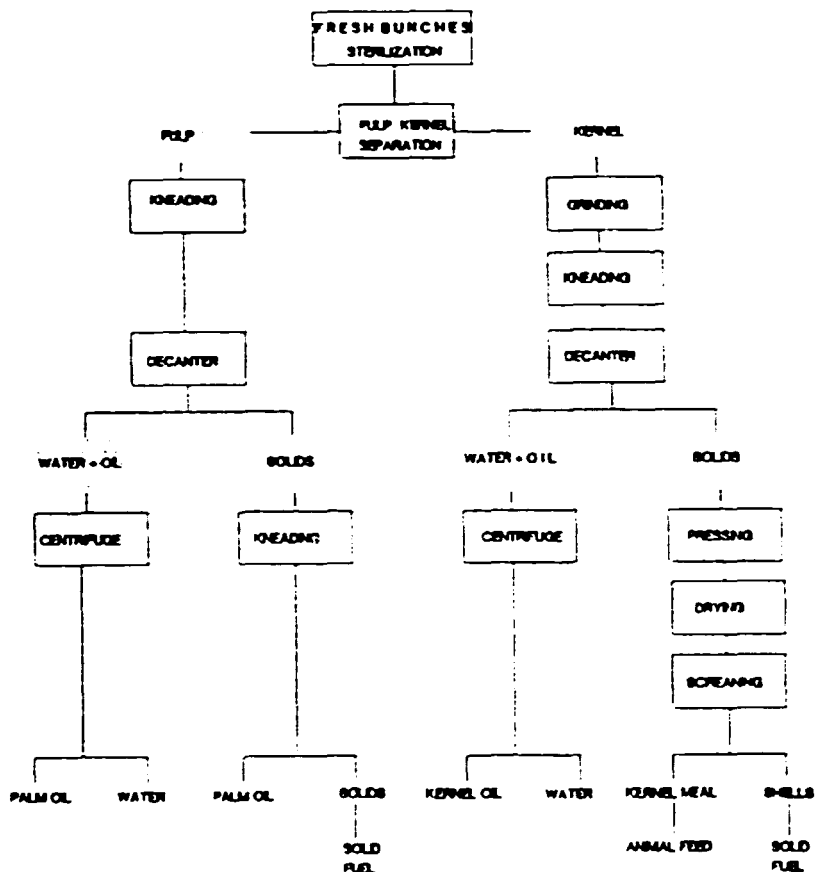 FRESH BUNCHES
STERILIZATION
PULP KERNEL
SEPARATION
PULP
KERNEL
KNEADING
GRINDING
KNEADING
DECANTER
DECANTER
WATER + OIL
SOLIDS
WATER + OIL
SOLIDS
CENTRIFUGE
KNEADING
CENTRIFUGE
PRESSING
DRYING
SCREANING
PALM OIL
WATER
PALM OIL
SOLIDS
KERNEL OIL
WATER
KERNEL MEAL
SHELLS
SOLID
FUEL
ANIMAL FEED
SOLID
FUEL